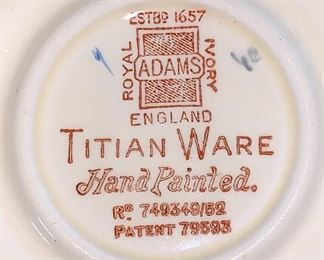 ESTBD 1657
ROYAL ADAMS IVORY
ENGLAND
TITIAN WARE
Hand Painted.
RD 749349/52
PATENT 79593